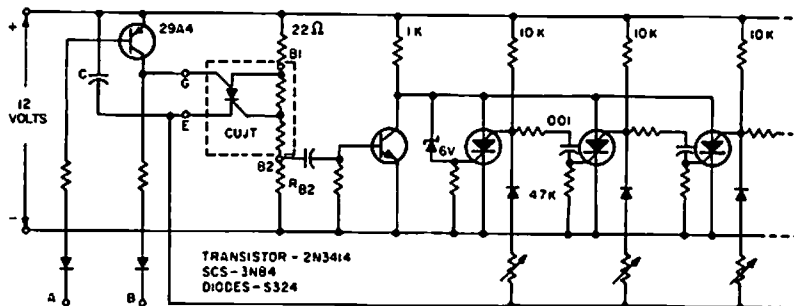 +
12
VOLTS
-
C
29A4
G
E
CUJT
22Ω
B1
B2
RB2
1K
6V
10K
47K
.001
10K
10K
TRANSISTOR - 2N3414
SCS - 3N84
DIODES - S324
A
B